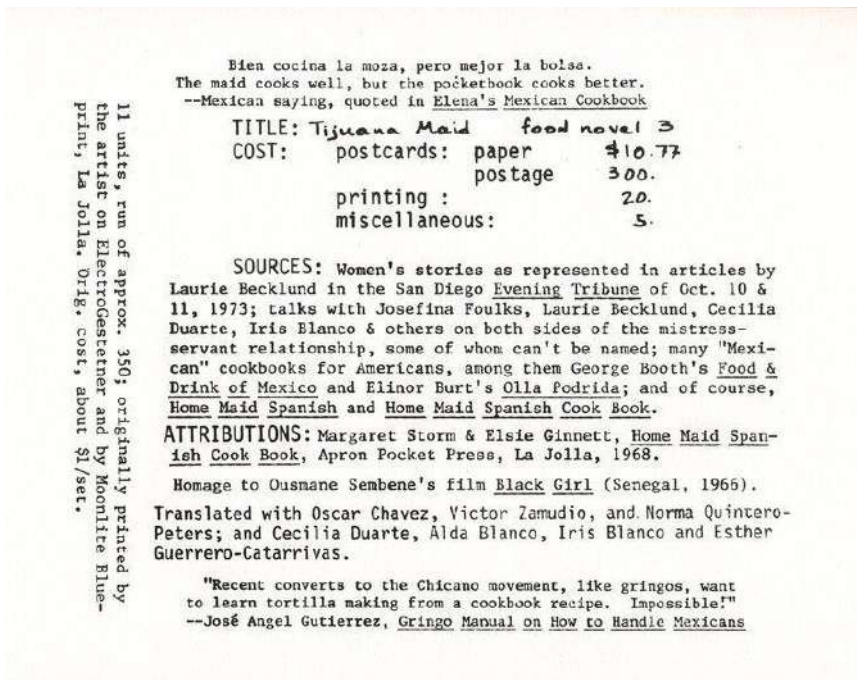 Bien cocina la moza, pero mejor la bolsa.
The maid cooks well, but the pocketbook cooks better.
--Mexican saying, quoted in Elena's Mexican Cookbook
TITLE: Tijuana Maid food novel 3
COST: postcards: paper $10.77
postage 300.
printing : 20.
miscellaneous: 5.
SOURCES: Women's stories as represented in articles by
Laurie Becklund in the San Diego Evening Tribune of Oct. 10 &
11, 1973; talks with Josefina Foulks, Laurie Becklund, Cecilia
Duarte, Iris Blanco & others on both sides of the mistress-
servant relationship, some of whom can't be named; many "Mexi-
can" cookbooks for Americans, among them George Booth's Food &
Drink of Mexico and Elinor Burt's Olla Podrida; and of course,
Home Maid Spanish and Home Maid Spanish Cook Book.
ATTRIBUTIONS: Margaret Storm & Elsie Ginnett, Home Maid Span-
ish Cook Book, Apron Pocket Press, La Jolla, 1968.
Homage to Ousmane Sembene's film Black Girl (Senegal, 1966).
Translated with Oscar Chavez, Victor Zamudio, and Norma Quintero-
Peters; and Cecilia Duarte, Alda Blanco, Iris Blanco and Esther
Guerrero-Catarrivas.
"Recent converts to the Chicano movement, like gringos, want
to learn tortilla making from a cookbook recipe. Impossible!"
--José Angel Gutierrez, Gringo Manual on How to Handle Mexicans
11 units, run of approx. 350; originally printed by
the artist on ElectroGestetner and by Moonlite Blue-
print, La Jolla. Orig. cost, about $1/set.